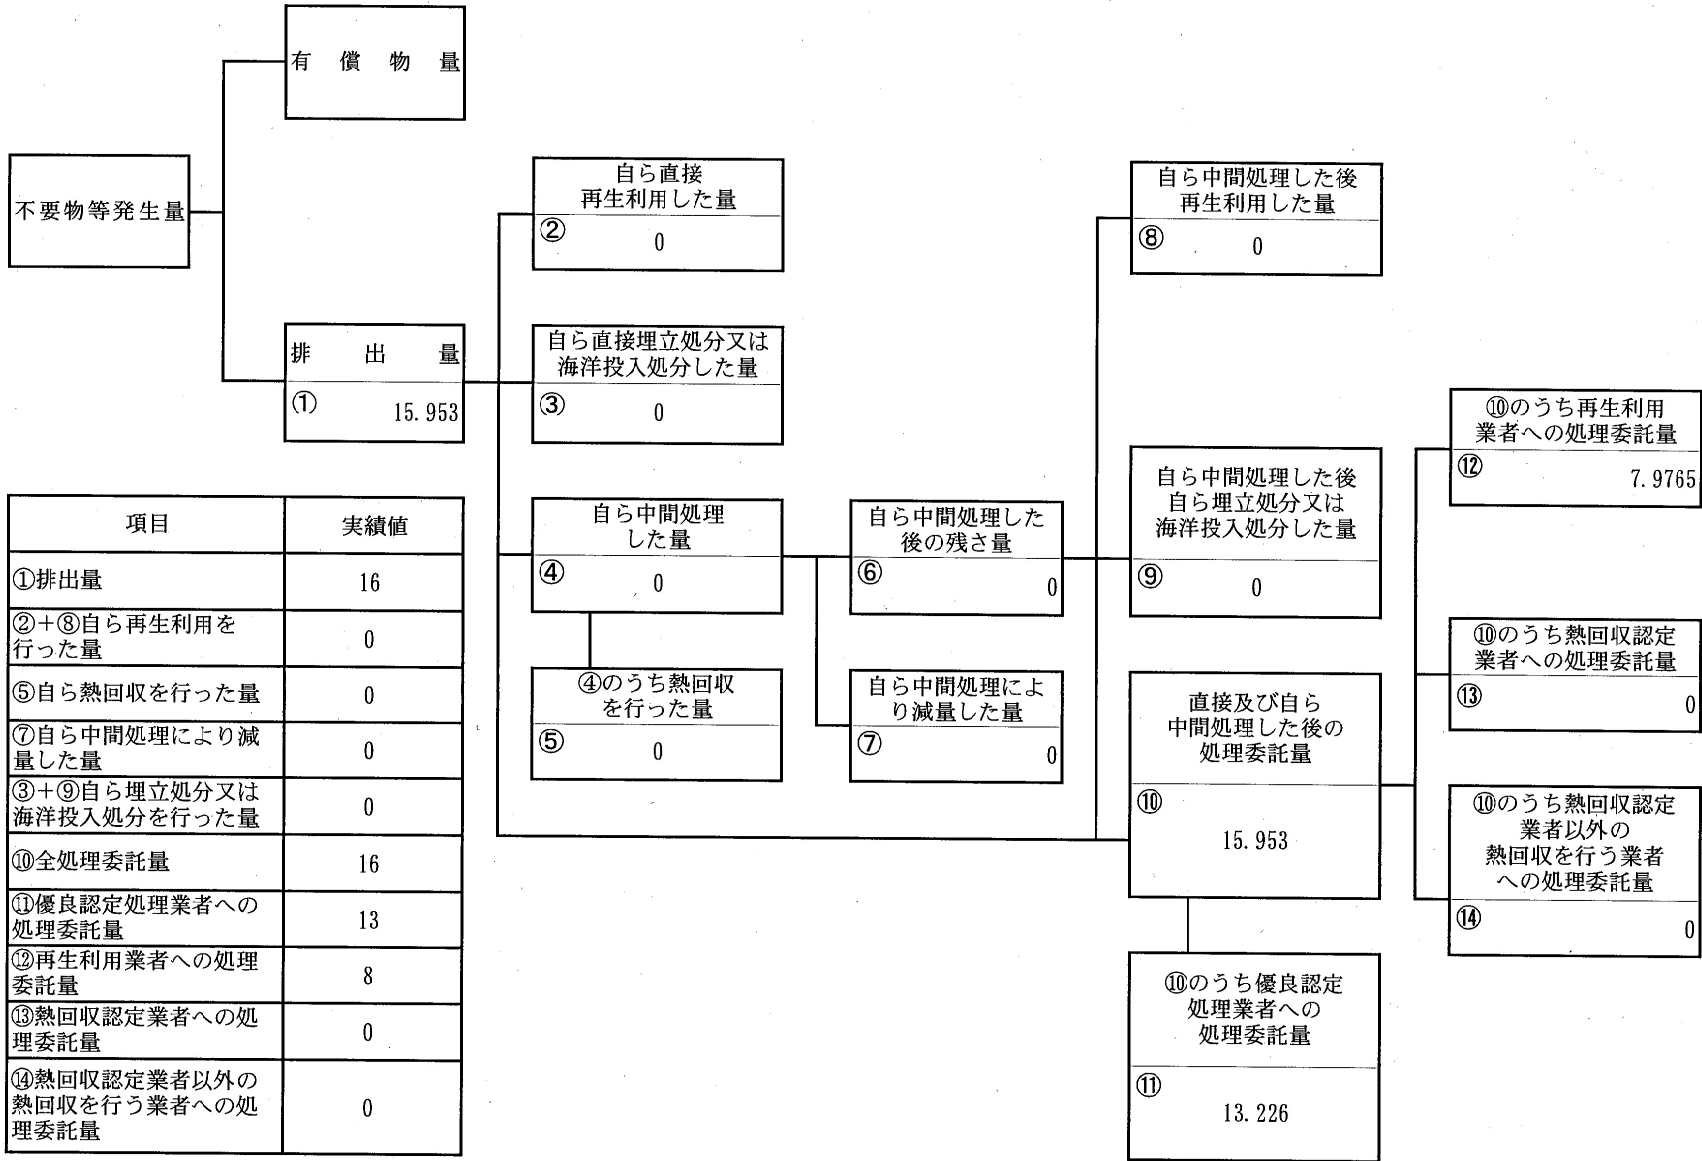 有償物量
不要物等発生量
排出量
①
15.953
自ら直接
再生利用した量
②
0
自ら直接埋立処分又は
海洋投入処分した量
③
0
自ら中間処理
した量
④
0
④のうち熱回収
を行った量
⑤
0
自ら中間処理した
後の残さ量
⑥
0
自ら中間処理によ
り減量した量
⑦
0
自ら中間処理した後
再生利用した量
⑧
0
自ら中間処理した後
自ら埋立処分又は
海洋投入処分した量
⑨
0
直接及び自ら
中間処理した後の
処理委託量
⑩
15.953
⑩のうち優良認定
処理業者への
処理委託量
⑪
13.226
⑩のうち再生利用
業者への処理委託量
⑫
7.9765
⑩のうち熱回収認定
業者への処理委託量
⑬
0
⑩のうち熱回収認定
業者以外の
熱回収を行う業者
への処理委託量
⑭
0
項目 実績値
①排出量 16
②+⑧自ら再生利用を
行った量 0
⑤自ら熱回収を行った量 0
⑦自ら中間処理により減
量した量 0
③+⑨自ら埋立処分又は
海洋投入処分を行った量 0
⑩全処理委託量 16
⑪優良認定処理業者への
処理委託量 13
⑫再生利用業者への処理
委託量 8
⑬熱回収認定業者への処
理委託量 0
⑭熱回収認定業者以外の
熱回収を行う業者への処
理委託量 0